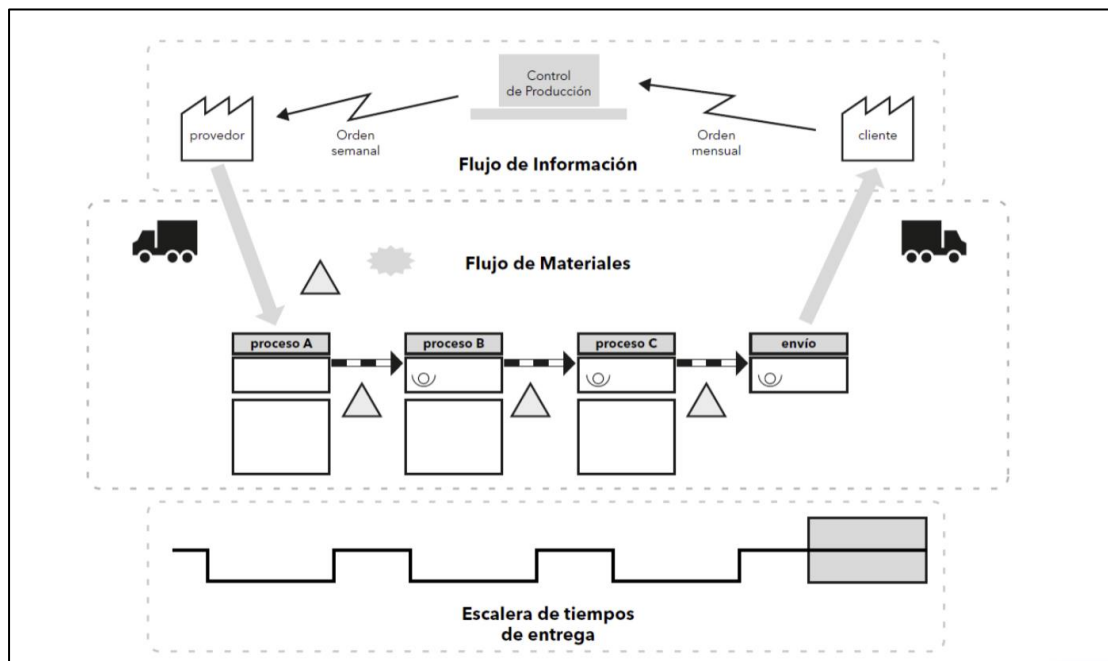 Control
de Producción
provedor
Orden
semanal
Orden
mensual
cliente
Flujo de Información
Flujo de Materiales
proceso A
proceso B
proceso C
envío
Escalera de tiempos
de entrega